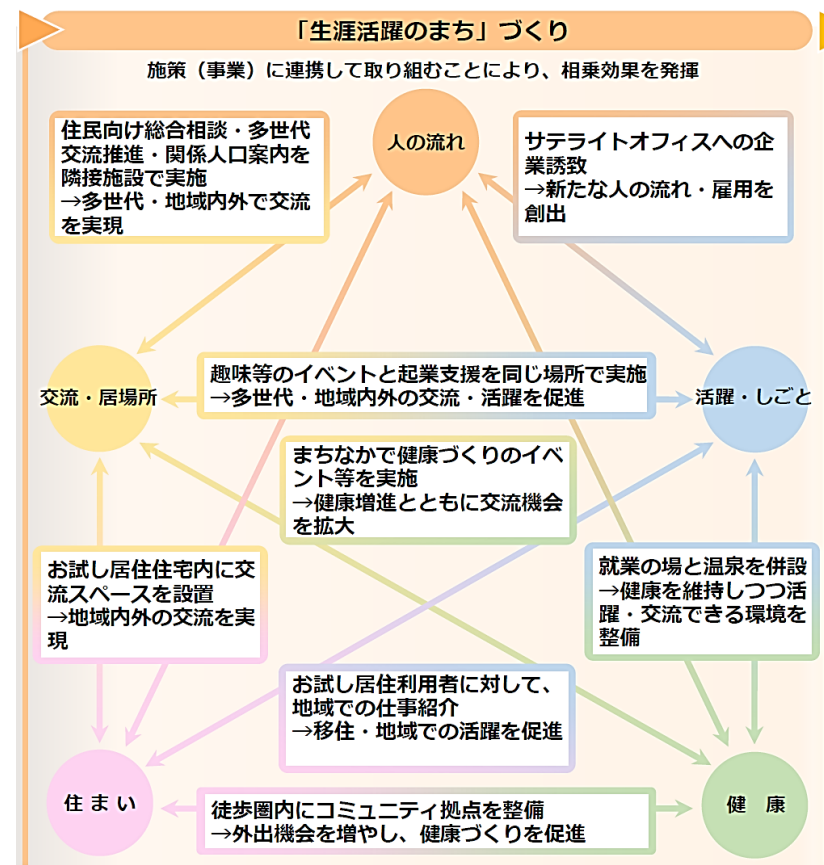 「生涯活躍のまち」づくり
施策（事業）に連携して取り組むことにより、相乗効果を発揮
人の流れ
住民向け総合相談・多世代
交流推進・関係人口案内を
隣接施設で実施
→多世代・地域内外で交流
を実現
サテライトオフィスへの企
業誘致
→新たな人の流れ・雇用を
創出
交流・居場所
趣味等のイベントと起業支援を同じ場所で実施
→多世代・地域内外の交流・活躍を促進
活躍・しごと
まちなかで健康づくりのイベ
ント等を実施
→健康増進とともに交流機会
を拡大
お試し居住住宅内に交
流スペースを設置
→地域内外の交流を実
現
就業の場と温泉を併設
→健康を維持しつつ活
躍・交流できる環境を
整備
お試し居住利用者に対して、
地域での仕事紹介
→移住・地域での活躍を促進
住まい
徒歩圏内にコミュニティ拠点を整備
→外出機会を増やし、健康づくりを促進
健　康